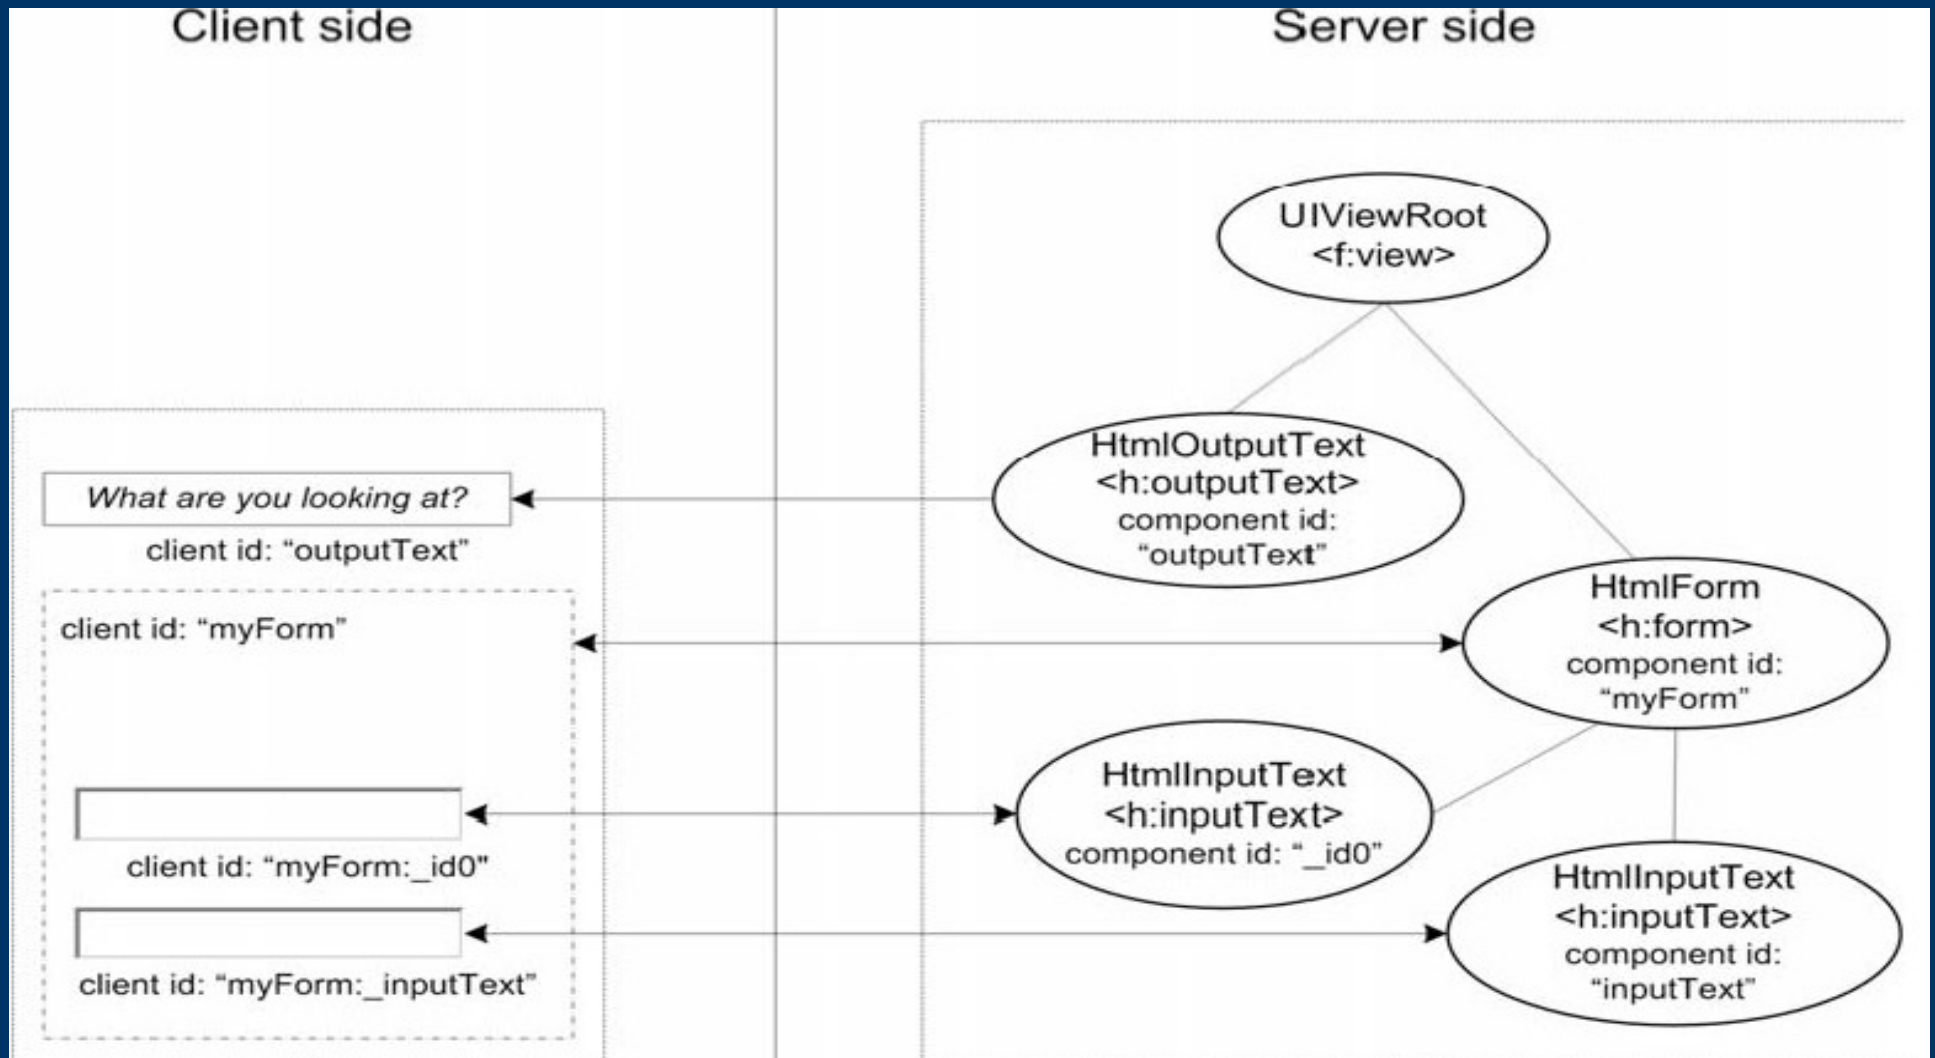 Client side
Server side
UIViewRoot
<f:view>
HtmlOutputText
<h:outputText>
component id:
“outputText”
What are you looking at?
client id: “outputText”
client id: “myForm”
HtmlForm
<h:form>
component id:
“myForm”
HtmlInputText
<h:inputText>
component id: “_id0”
client id: “myForm:_id0"
HtmlInputText
<h:inputText>
component id:
“inputText”
client id: “myForm:_inputText”